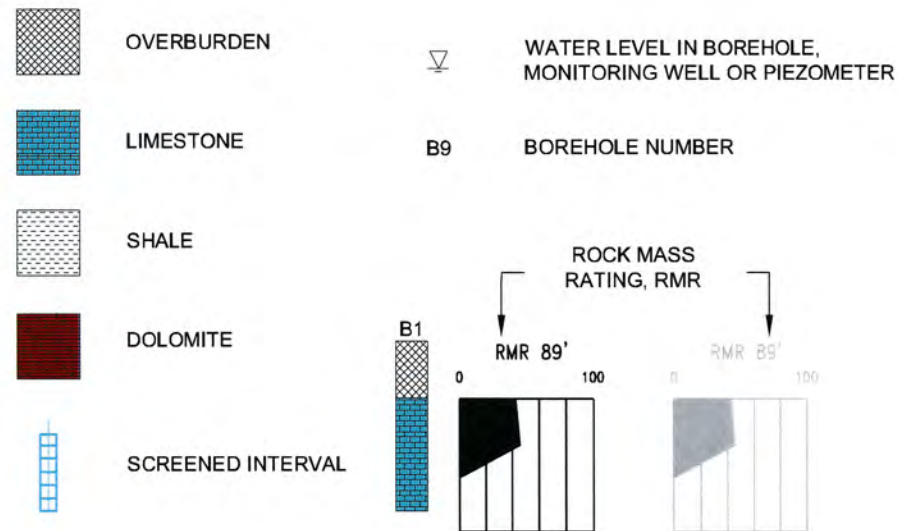 OVERBURDEN
LIMESTONE
SHALE
DOLOMITE
SCREENED INTERVAL
WATER LEVEL IN BOREHOLE,
MONITORING WELL OR PIEZOMETER
B9 BOREHOLE NUMBER
ROCK MASS
RATING, RMR
B1
RMR 89'
0 100
RMR 89'
0 100